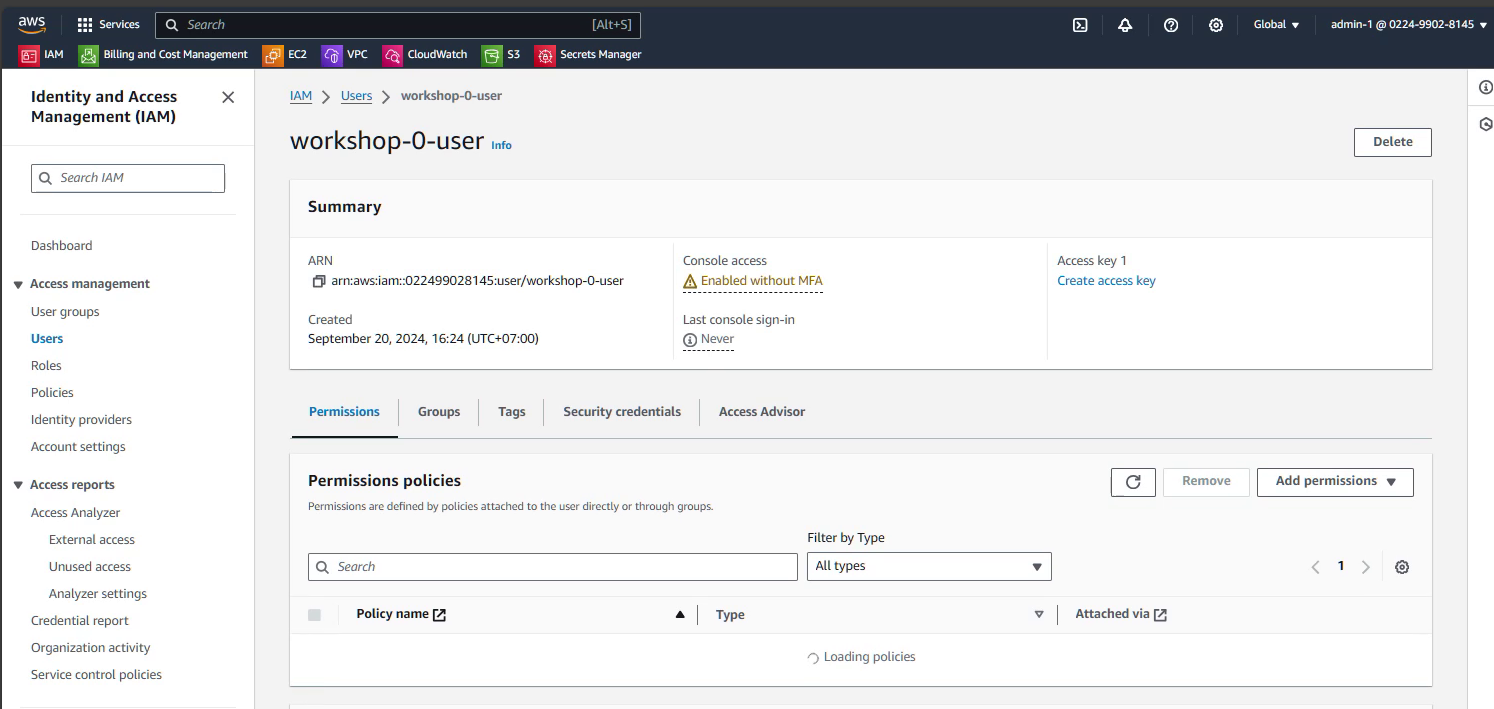 aws
Services
Search
[Alt+S]
Global
admin-1 @ 0224-9902-8145
IAM
Billing and Cost Management
EC2
VPC
CloudWatch
S3
Secrets Manager
Identity and Access
Management (IAM)
Search IAM
Dashboard
Access management
User groups
Users
Roles
Policies
Identity providers
Account settings
Access reports
Access Analyzer
External access
Unused access
Analyzer settings
Credential report
Organization activity
Service control policies
IAM
Users
workshop-0-user
workshop-0-user Info
Delete
Summary
ARN
arn:aws:iam::022499028145:user/workshop-0-user
Created
September 20, 2024, 16:24 (UTC+07:00)
Console access
Enabled without MFA
Last console sign-in
Never
Access key 1
Create access key
Permissions
Groups
Tags
Security credentials
Access Advisor
Permissions policies
Permissions are defined by policies attached to the user directly or through groups.
Remove
Add permissions
Search
Filter by Type
All types
1
Policy name
Type
Attached via
Loading policies